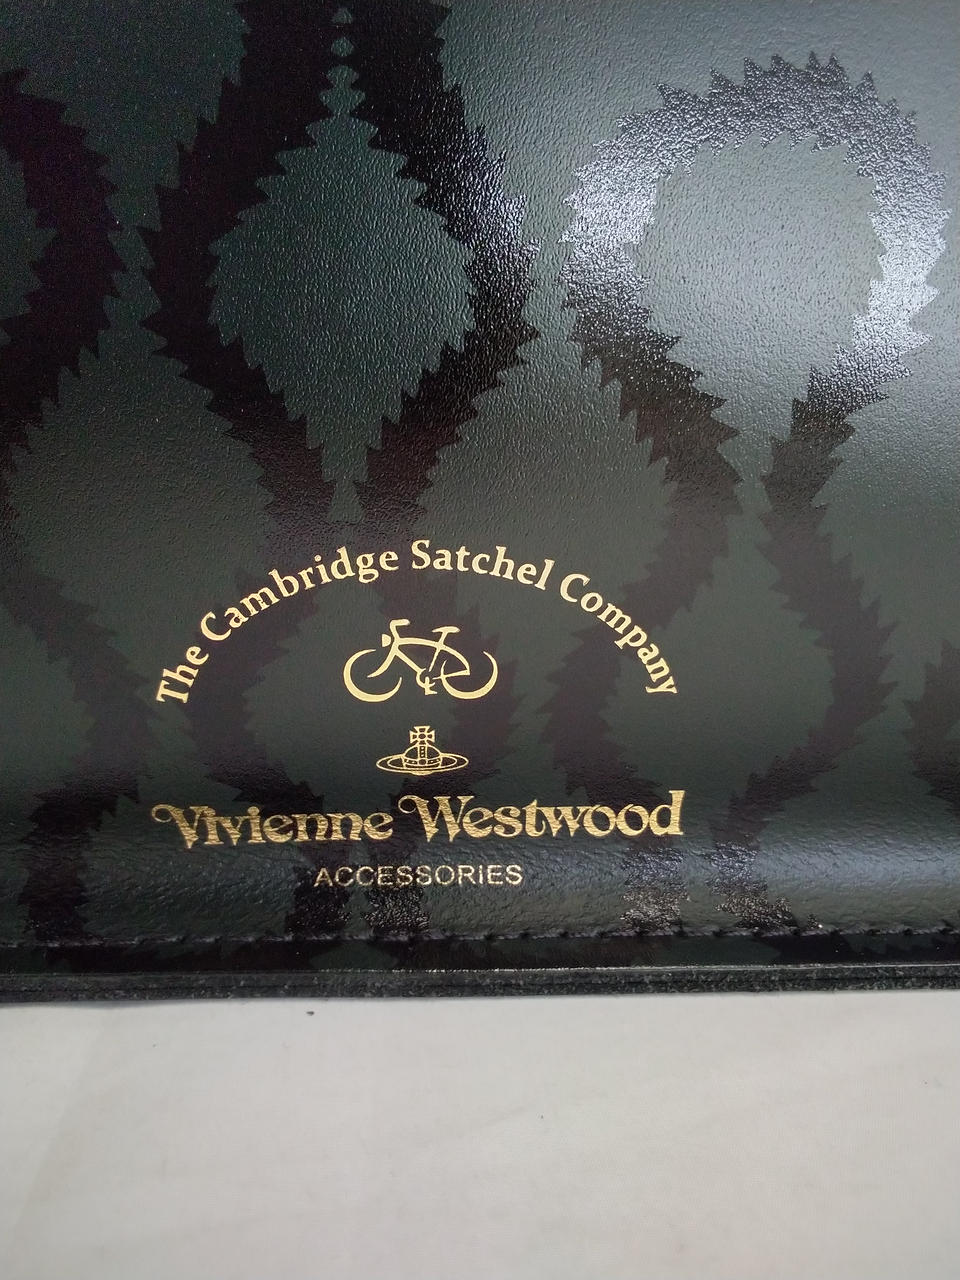 The Cambridge Satchel Company
Vivienne Westwood
ACCESSORIES